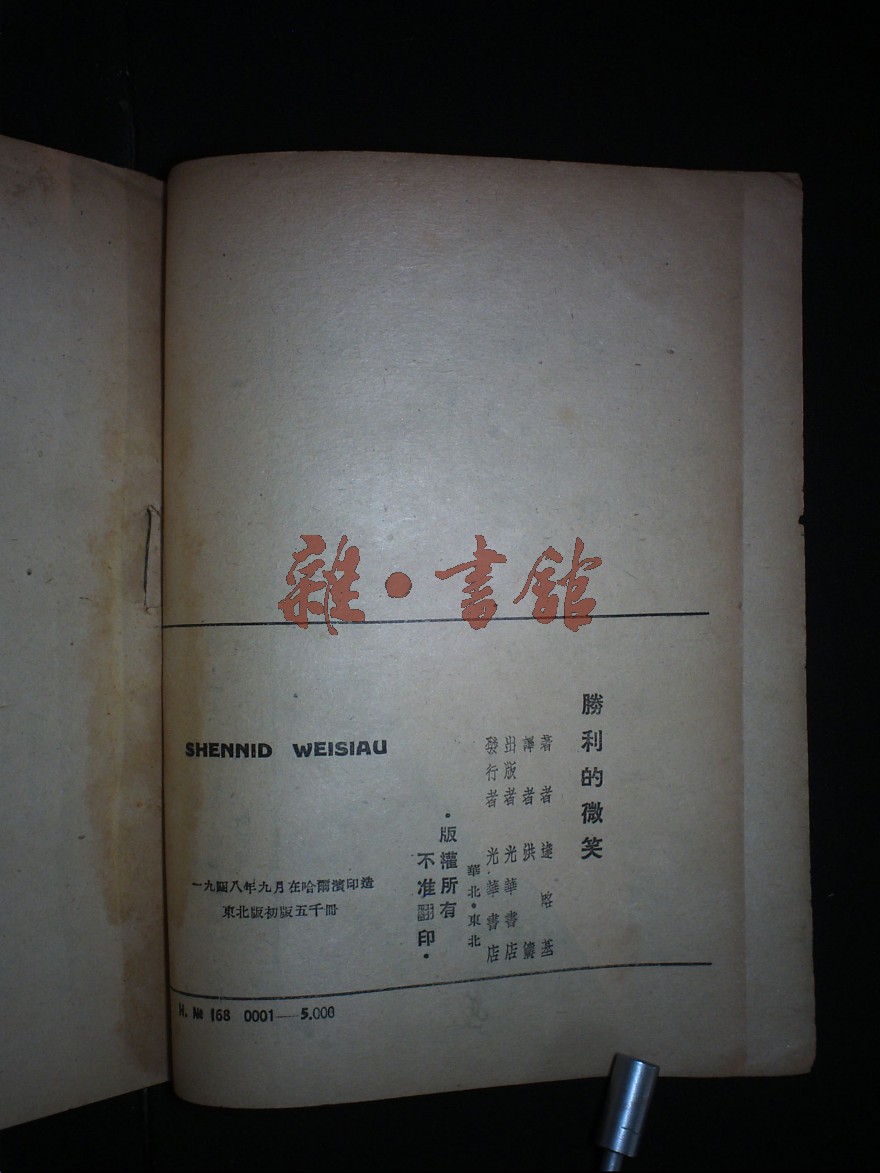 雜·書館
勝利的微笑
著者 達 略 基
譯者 洪 濟
出版者 光華書店
發行者 光華書店
華北·東北
·版權所有
不准翻印·
SHENNID WEISIAU
一九四八年九月在哈爾濱印造
東北版初版五千冊
H. № 168 0001—5.000